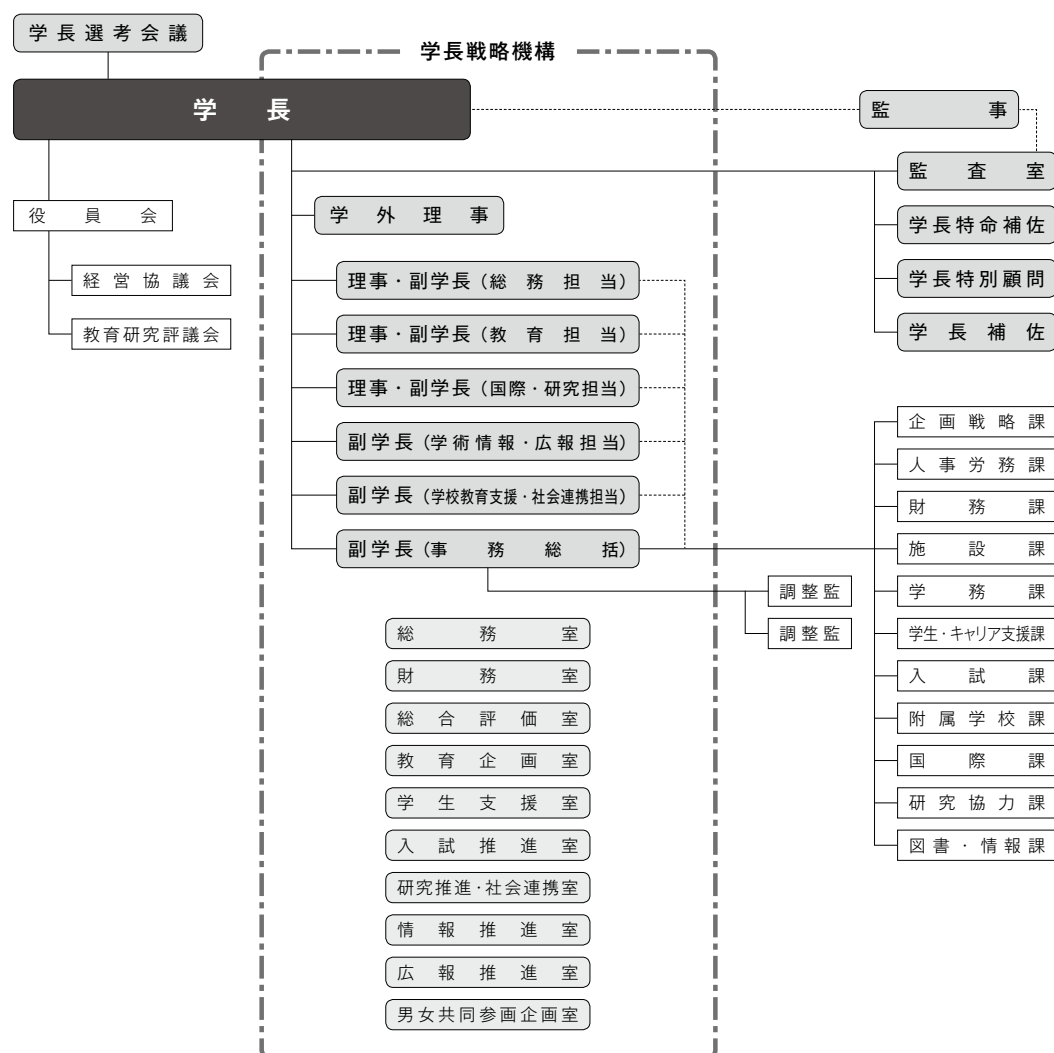 学長選考会議
学長戦略機構
学長
監事
監査室
学長特命補佐
学長特別顧問
学長補佐
役員会
経営協議会
教育研究評議会
学外理事
理事・副学長（総務担当）
理事・副学長（教育担当）
理事・副学長（国際・研究担当）
副学長（学術情報・広報担当）
副学長（学校教育支援・社会連携担当）
副学長（事務総括）
調整監
調整監
企画戦略課
人事労務課
財務課
施設課
学務課
学生・キャリア支援課
入試課
附属学校課
国際課
研究協力課
図書・情報課
総務室
財務室
総合評価室
教育企画室
学生支援室
入試推進室
研究推進・社会連携室
情報推進室
広報推進室
男女共同参画企画室